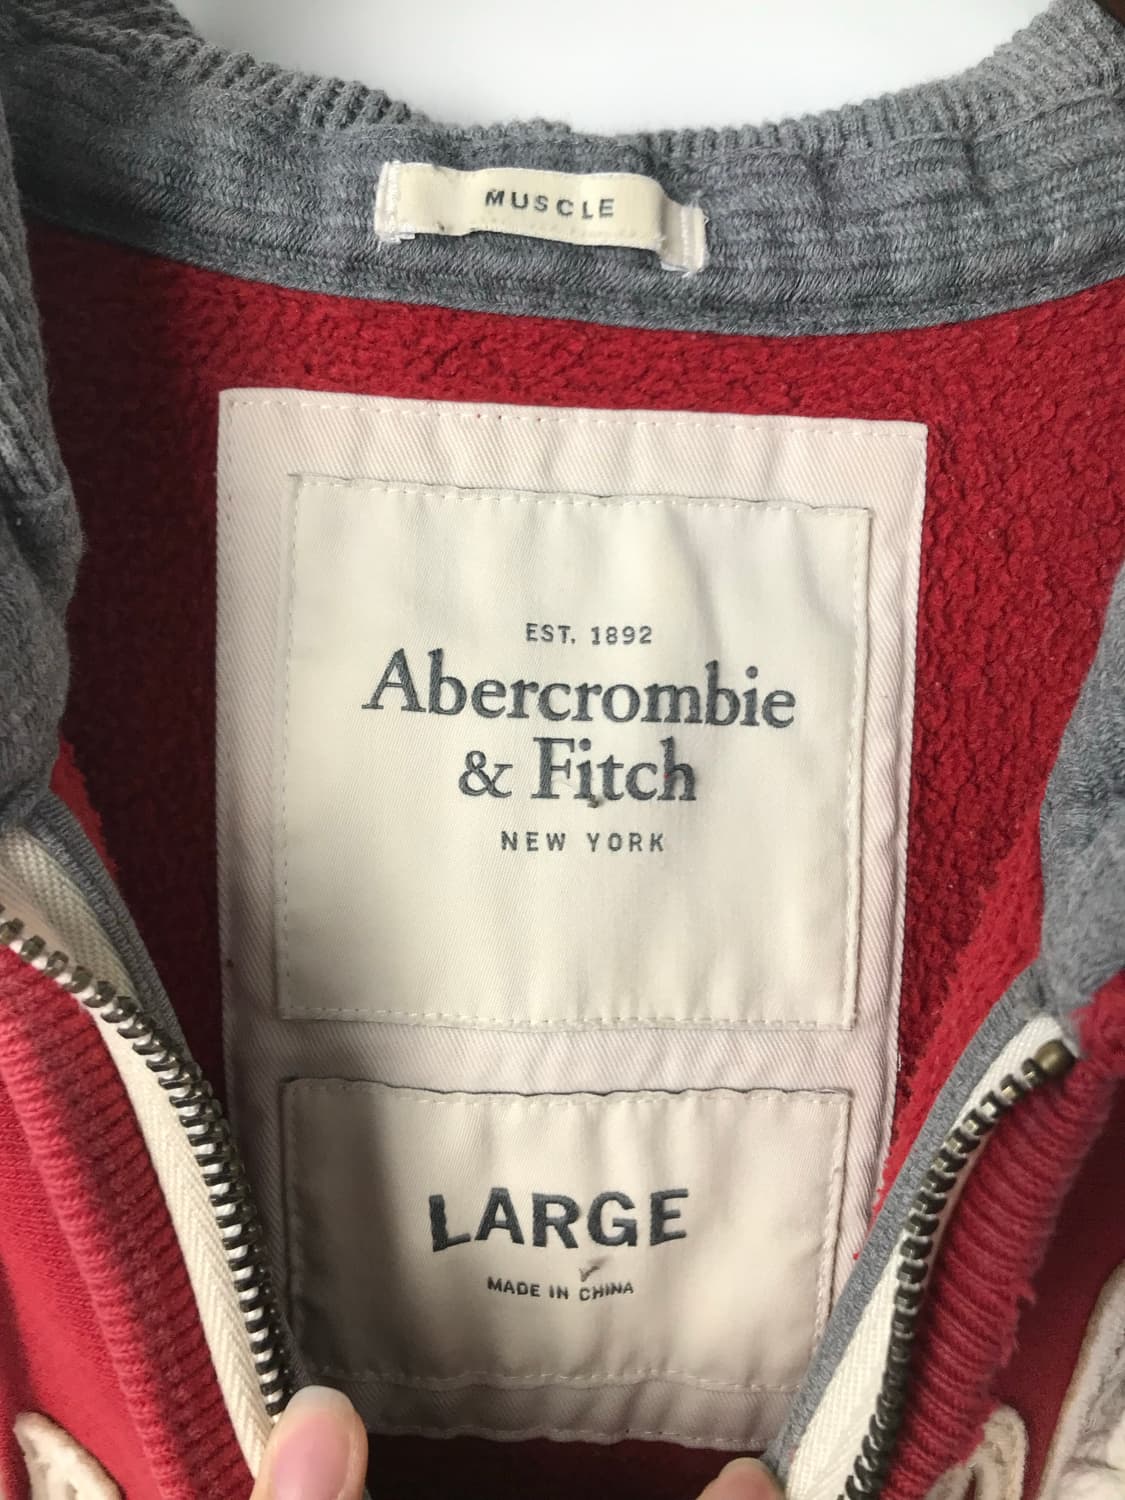 MUSCLE
EST. 1892
Abercrombie
& Fitch
NEW YORK
LARGE
MADE IN CHINA